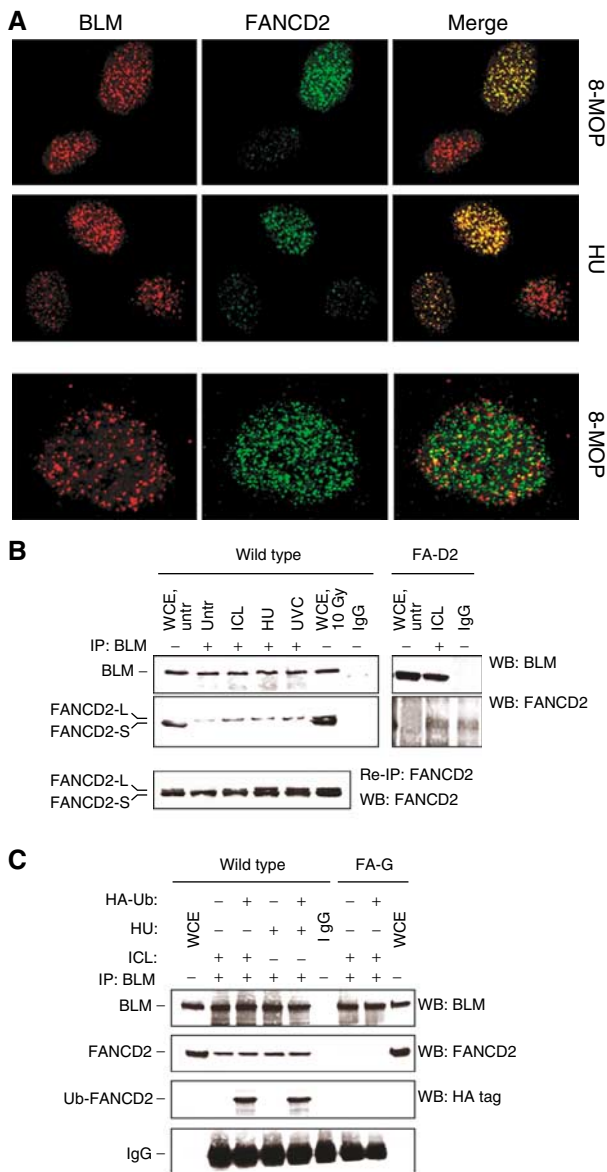 A
BLM FANCD2 Merge
8-MOP
HU
8-MOP
B
Wild type FA-D2
WCE, untr Untr ICL HU UVC WCE, 10 Gy IgG WCE, untr ICL IgG
IP: BLM – + + + + – – – + –
BLM – WB: BLM
FANCD2-L WB: FANCD2
FANCD2-S
FANCD2-L Re-IP: FANCD2
FANCD2-S WB: FANCD2
C
Wild type FA-G
HA-Ub: – + – + – +
WCE IgG WCE
HU: – – + + – –
ICL: + + – – + +
IP: BLM – + + + + – + + –
BLM – WB: BLM
FANCD2 – WB: FANCD2
Ub-FANCD2 – WB: HA tag
IgG –